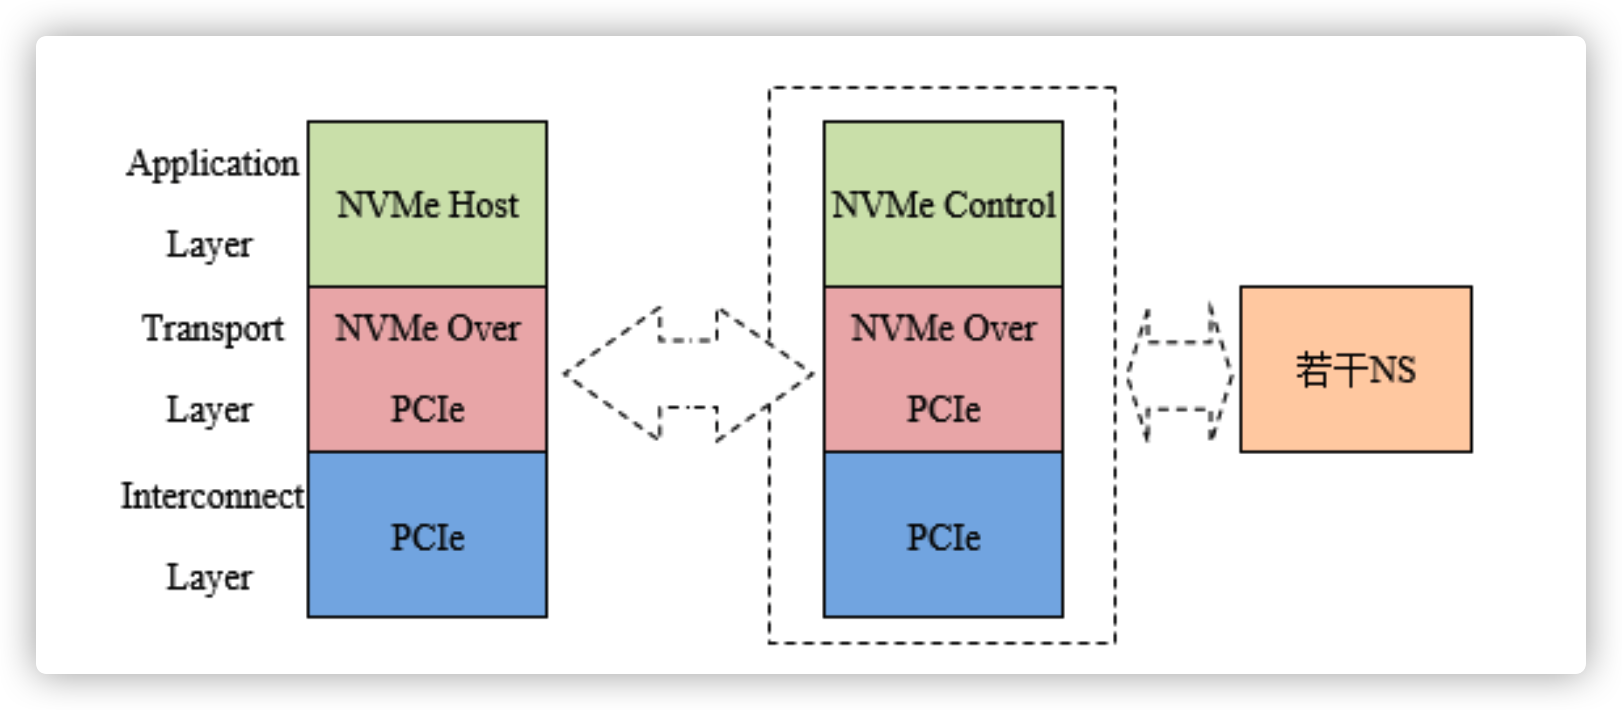 Application
Layer
NVMe Host
NVMe Control
Transport
Layer
NVMe Over
PCIe
NVMe Over
PCIe
若干NS
Interconnect
Layer
PCIe
PCIe